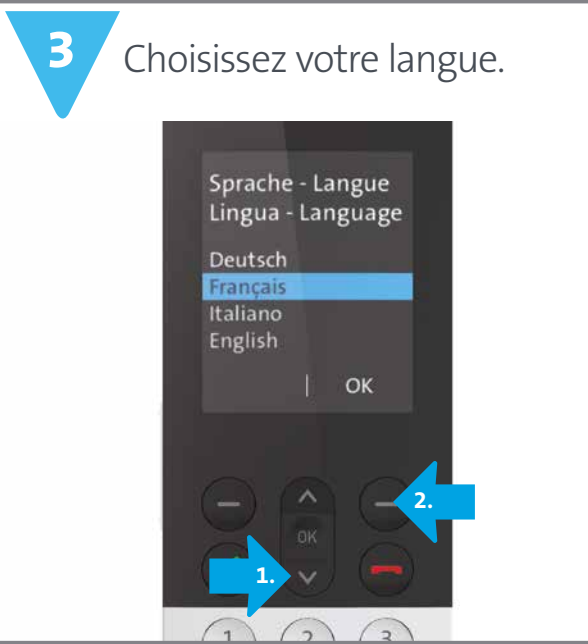 3
Choisissez votre langue.
Sprache - Langue
Lingua - Language
Deutsch
Français
Italiano
English
| OK
2.
OK
1.
1 2 3